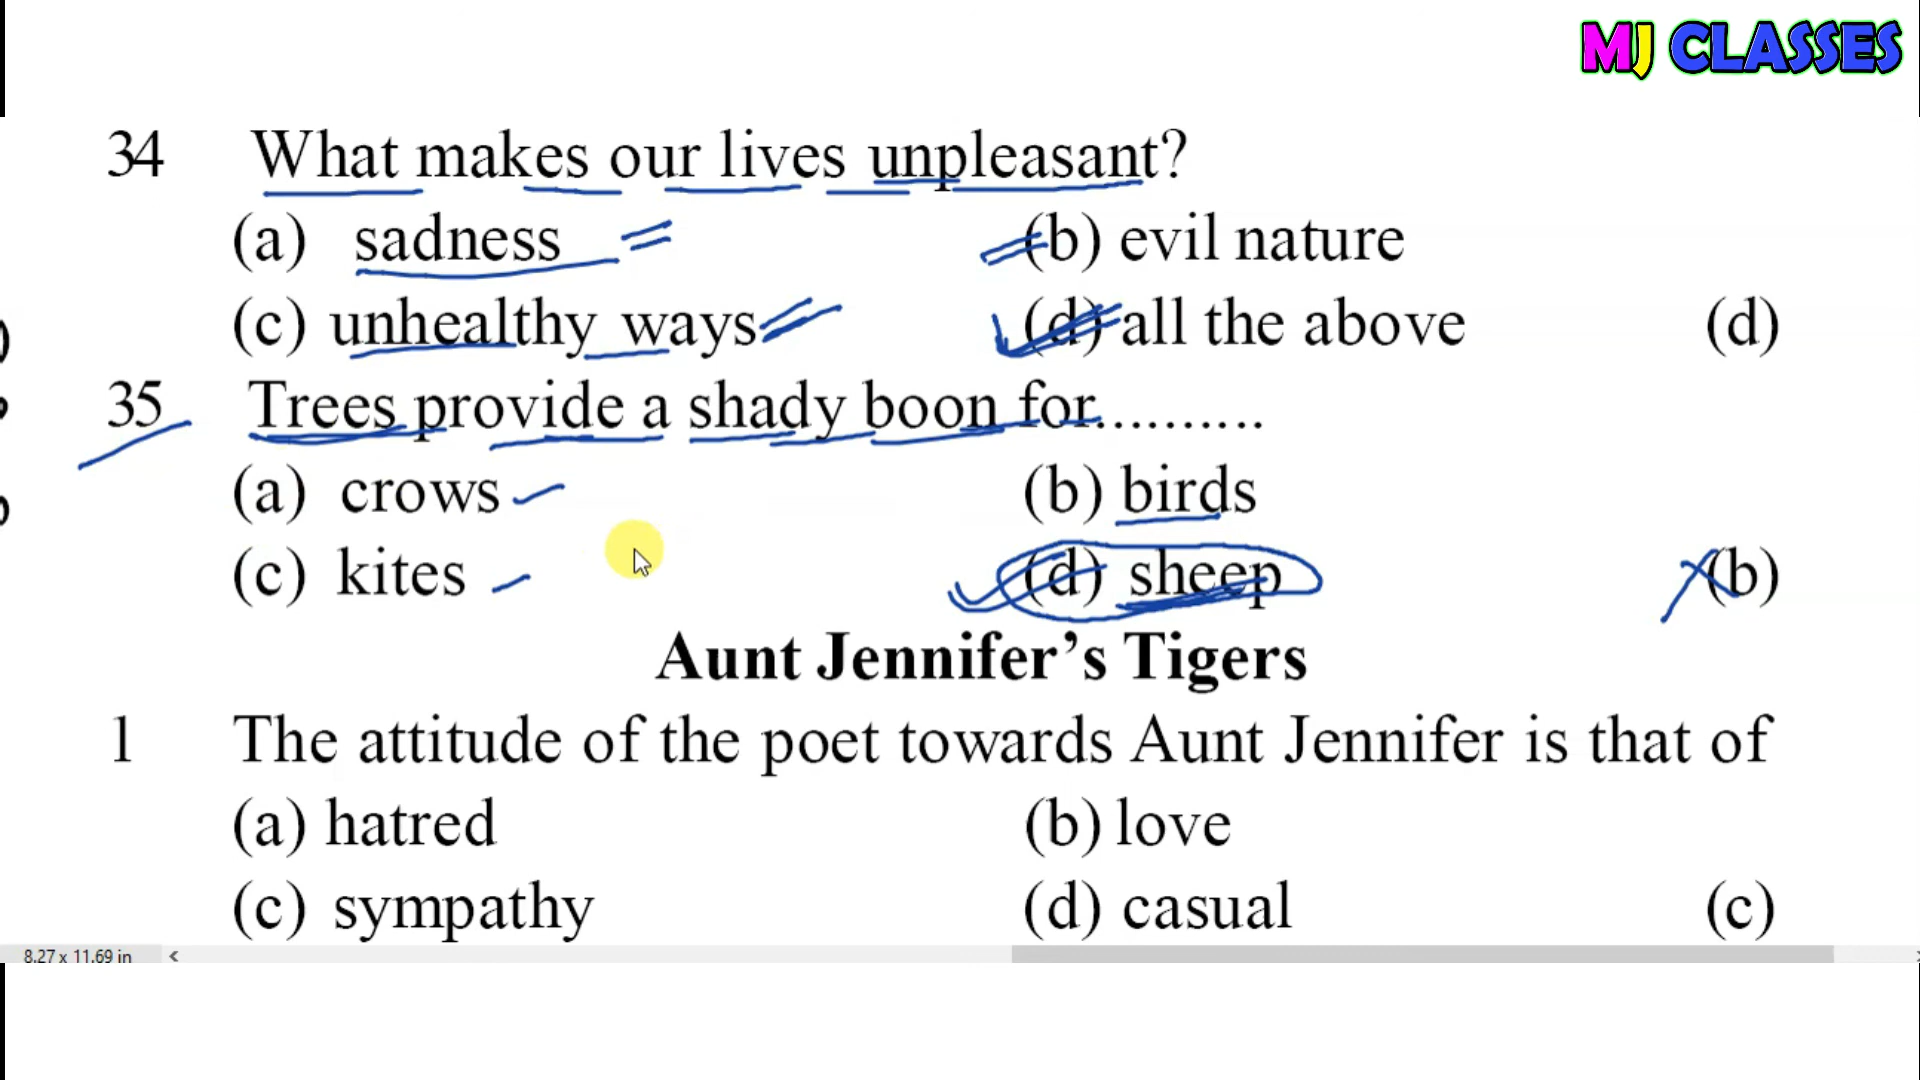 MJ CLASSES
34 What makes our lives unpleasant?
(a) sadness (b) evil nature
(c) unhealthy ways (d) all the above (d)
35 Trees provide a shady boon for..........
(a) crows (b) birds
(c) kites (d) sheep (b)
Aunt Jennifer's Tigers
1 The attitude of the poet towards Aunt Jennifer is that of
(a) hatred (b) love
(c) sympathy (d) casual (c)
8.27 x 11.69 in